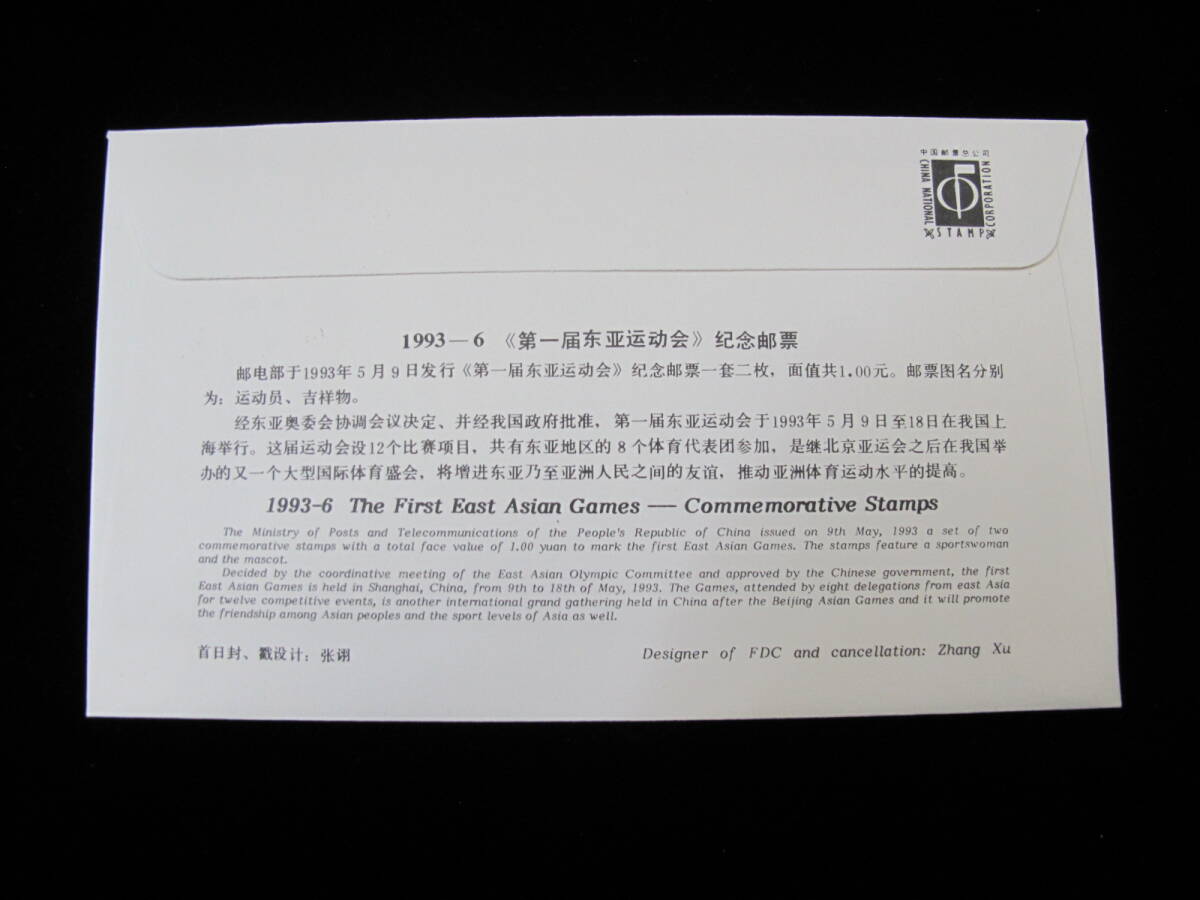 中国邮票总公司
CHINA NATIONAL
STAMP
CORPORATION
1993—6 《第一届东亚运动会》纪念邮票
邮电部于1993年5月9日发行《第一届东亚运动会》纪念邮票一套二枚，面值共1.00元。邮票图名分别
为：运动员、吉祥物。
经东亚奥委会协调会议决定、并经我国政府批准，第一届东亚运动会于1993年5月9日至18日在我国上
海举行。这届运动会设12个比赛项目，共有东亚地区的8个体育代表团参加，是继北京亚运会之后在我国举
办的又一个大型国际体育盛会，将增进东亚乃至亚洲人民之间的友谊，推动亚洲体育运动水平的提高。
1993-6 The First East Asian Games — Commemorative Stamps
The Ministry of Posts and Telecommunications of the People's Republic of China issued on 9th May, 1993 a set of two
commemorative stamps with a total face value of 1.00 yuan to mark the first East Asian Games. The stamps feature a sportswoman
and the mascot.
Decided by the coordinative meeting of the East Asian Olympic Committee and approved by the Chinese government, the first
East Asian Games is held in Shanghai, China, from 9th to 18th of May, 1993. The Games, attended by eight delegations from east Asia
for twelve competitive events, is another international grand gathering held in China after the Beijing Asian Games and it will promote
the friendship among Asian peoples and the sport levels of Asia as well.
首日封、戳设计：张诩
Designer of FDC and cancellation: Zhang Xu